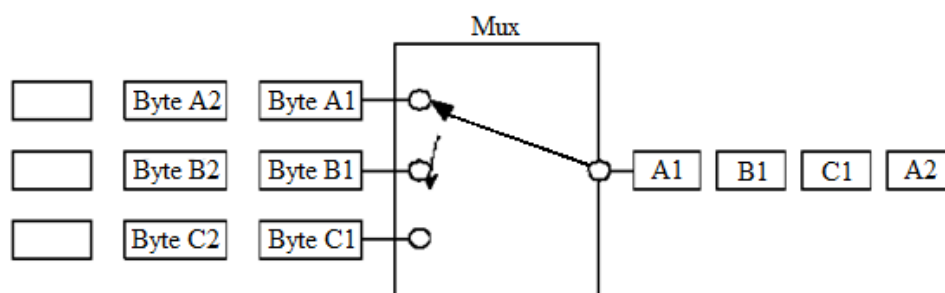 Mux
Byte A2 Byte A1
Byte B2 Byte B1 A1 B1 C1 A2
Byte C2 Byte C1